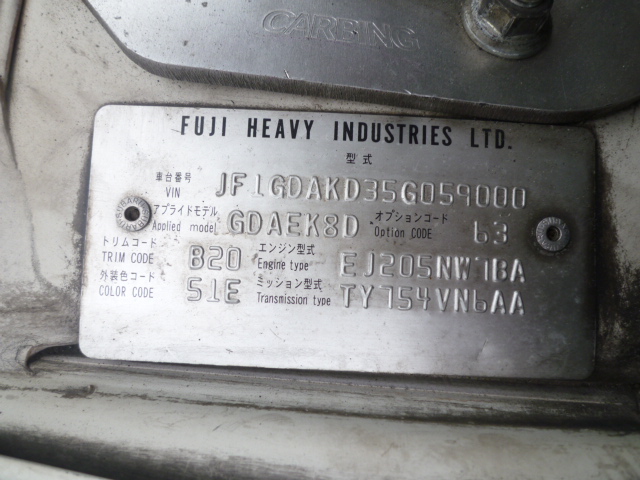 CARBING
FUJI HEAVY INDUSTRIES LTD.
型式
車台番号 VIN JF1GDAKD35G059000
アプライドモデル Applied model GDAEK8D オプションコード Option CODE b3
トリムコード TRIM CODE B20 エンジン型式 Engine type EJ205NW7BA
外装色コード COLOR CODE 51E ミッション型式 Transmission type TY754VN6AA